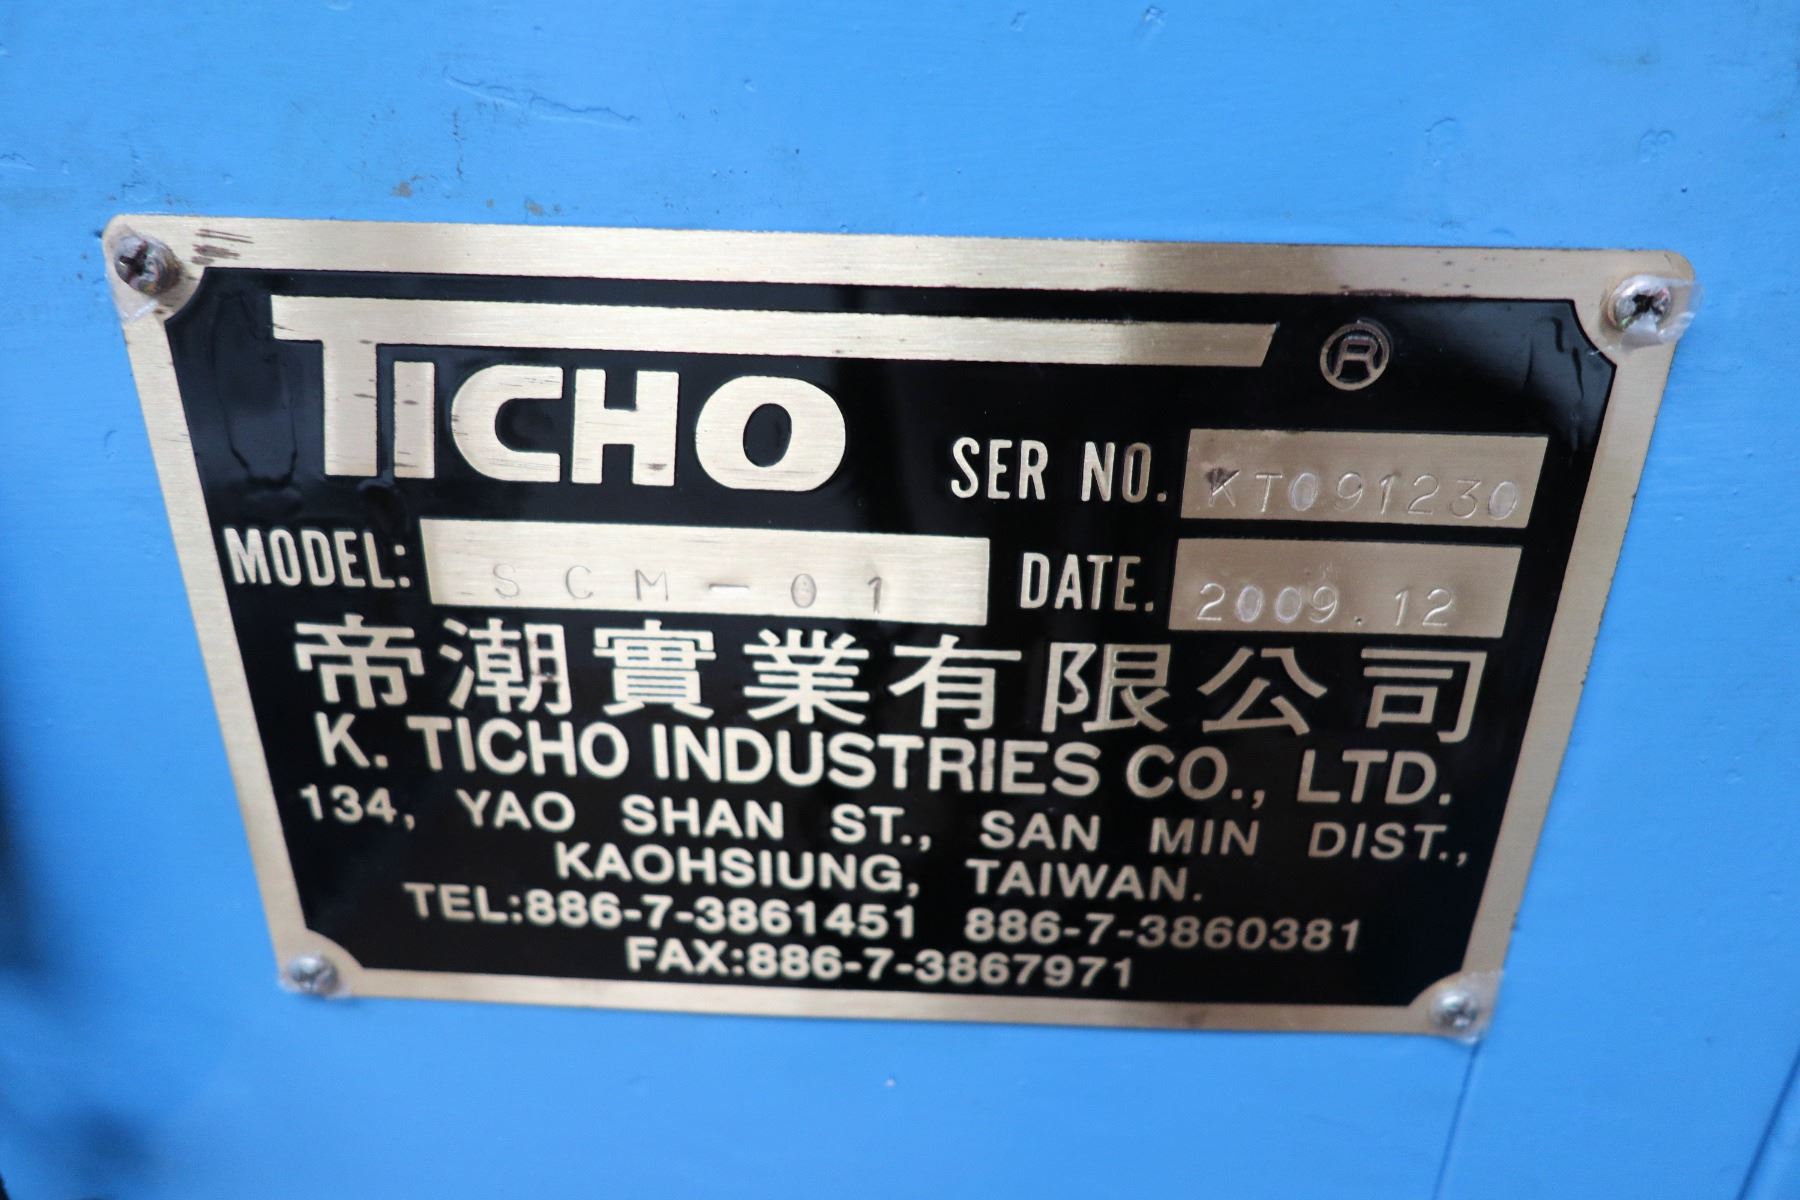 TICHO ®
SER NO. KT091230
MODEL: SCM-01 DATE. 2009.12
帝潮實業有限公司
K. TICHO INDUSTRIES CO., LTD.
134, YAO SHAN ST., SAN MIN DIST.,
KAOHSIUNG, TAIWAN.
TEL:886-7-3861451 886-7-3860381
FAX:886-7-3867971